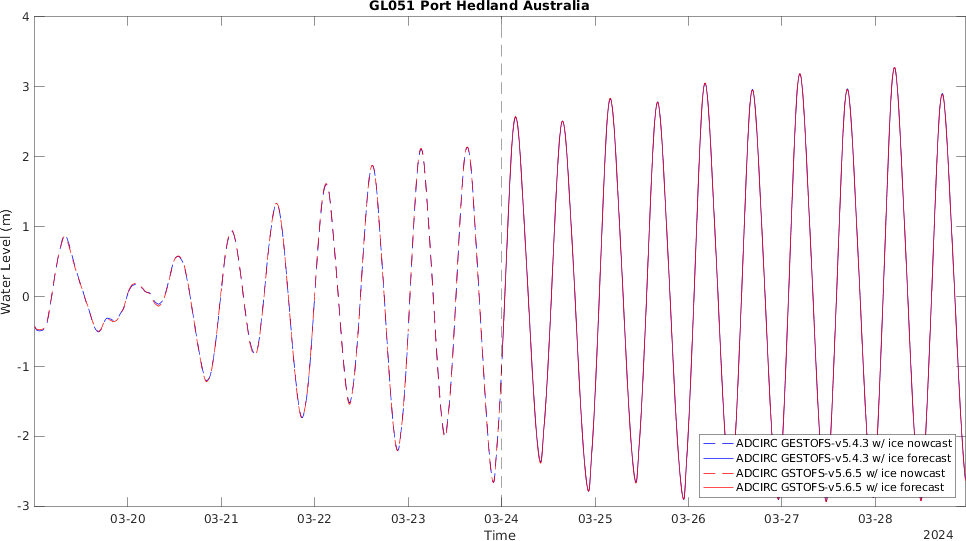 GL051 Port Hedland Australia
4
3
2
1
0
-1
-2
-3
Water Level (m)
03-20
03-21
03-22
03-23
03-24
03-25
03-26
03-27
03-28
Time
2024
ADCIRC GESTOFS-v5.4.3 w/ ice nowcast
ADCIRC GESTOFS-v5.4.3 w/ ice forecast
ADCIRC GSTOFS-v5.6.5 w/ ice nowcast
ADCIRC GSTOFS-v5.6.5 w/ ice forecast